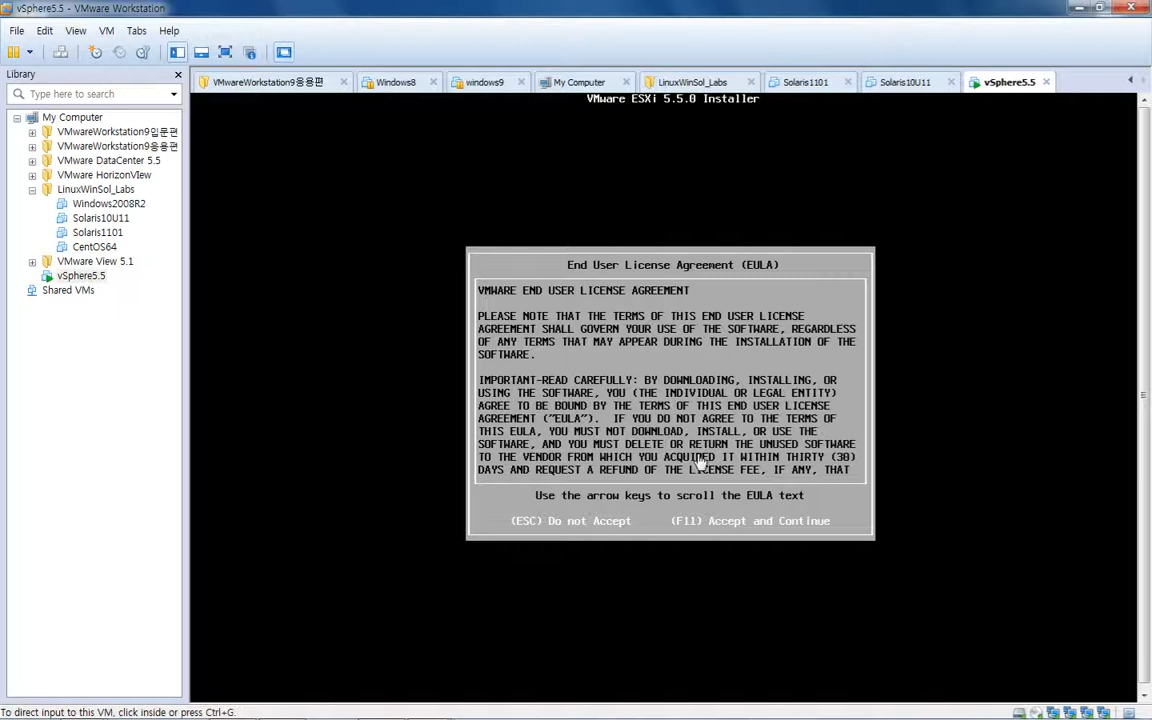 vSphere5.5 - VMware Workstation
File Edit View VM Tabs Help
Library
Type here to search
My Computer
VMwareWorkstation9입문편
VMwareWorkstation9응용편
VMware DataCenter 5.5
VMware HorizonView
LinuxWinSol_Labs
Windows2008R2
Solaris10U11
Solaris1101
CentOS64
VMware View 5.1
vSphere5.5
Shared VMs
VMwareWorkstation9응용편 Windows8 windows9 My Computer LinuxWinSol_Labs Solaris1101 Solaris10U11 vSphere5.5
VMware ESXi 5.5.0 Installer
End User License Agreement (EULA)
VMWARE END USER LICENSE AGREEMENT
PLEASE NOTE THAT THE TERMS OF THIS END USER LICENSE
AGREEMENT SHALL GOVERN YOUR USE OF THE SOFTWARE, REGARDLESS
OF ANY TERMS THAT MAY APPEAR DURING THE INSTALLATION OF THE
SOFTWARE.
IMPORTANT-READ CAREFULLY: BY DOWNLOADING, INSTALLING, OR
USING THE SOFTWARE, YOU (THE INDIVIDUAL OR LEGAL ENTITY)
AGREE TO BE BOUND BY THE TERMS OF THIS END USER LICENSE
AGREEMENT ("EULA"). IF YOU DO NOT AGREE TO THE TERMS OF
THIS EULA, YOU MUST NOT DOWNLOAD, INSTALL, OR USE THE
SOFTWARE, AND YOU MUST DELETE OR RETURN THE UNUSED SOFTWARE
TO THE VENDOR FROM WHICH YOU ACQUIRED IT WITHIN THIRTY (30)
DAYS AND REQUEST A REFUND OF THE LICENSE FEE, IF ANY, THAT
Use the arrow keys to scroll the EULA text
(ESC) Do not Accept (F11) Accept and Continue
To direct input to this VM, click inside or press Ctrl+G.